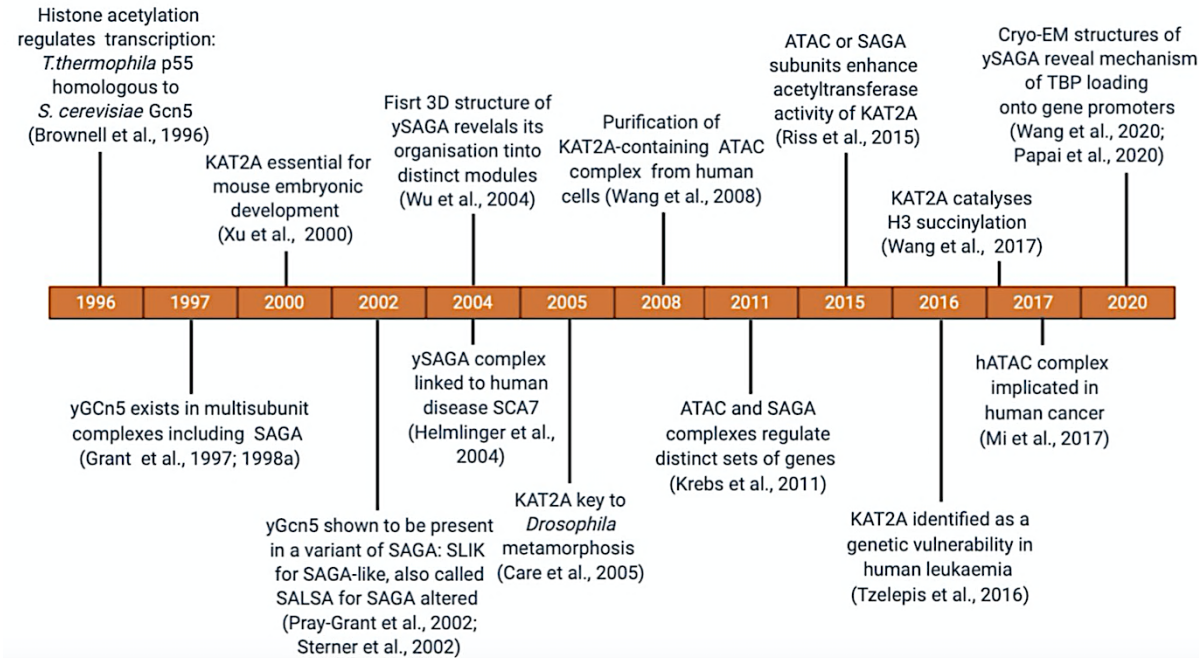 Histone acetylation
regulates transcription:
T.thermophila p55
homologous to
S. cerevisiae Gcn5
(Brownell et al., 1996)
KAT2A essential for
mouse embryonic
development
(Xu et al., 2000)
Fisrt 3D structure of
ySAGA revelals its
organisation tinto
distinct modules
(Wu et al., 2004)
Purification of
KAT2A-containing ATAC
complex from human
cells (Wang et al., 2008)
ATAC or SAGA
subunits enhance
acetyltransferase
activity of KAT2A
(Riss et al., 2015)
KAT2A catalyses
H3 succinylation
(Wang et al., 2017)
Cryo-EM structures of
ySAGA reveal mechanism
of TBP loading
onto gene promoters
(Wang et al., 2020;
Papai et al., 2020)
1996 1997 2000 2002 2004 2005 2008 2011 2015 2016 2017 2020
yGCn5 exists in multisubunit
complexes including SAGA
(Grant et al., 1997; 1998a)
yGcn5 shown to be present
in a variant of SAGA: SLIK
for SAGA-like, also called
SALSA for SAGA altered
(Pray-Grant et al., 2002;
Sterner et al., 2002)
ySAGA complex
linked to human
disease SCA7
(Helmlinger et al.,
2004)
KAT2A key to
Drosophila
metamorphosis
(Care et al., 2005)
ATAC and SAGA
complexes regulate
distinct sets of genes
(Krebs et al., 2011)
KAT2A identified as a
genetic vulnerability in
human leukaemia
(Tzelepis et al., 2016)
hATAC complex
implicated in
human cancer
(Mi et al., 2017)